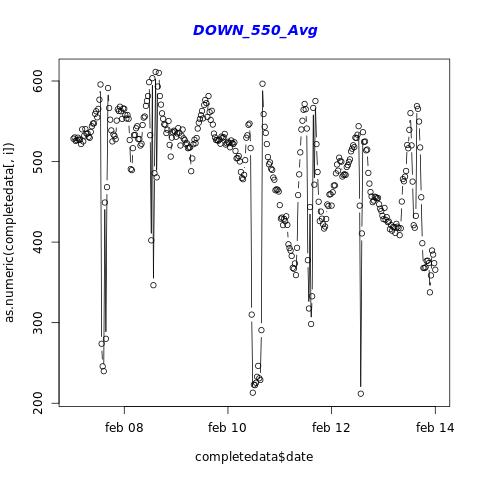 DOWN_550_Avg
as.numeric(completedata[, i])
600
500
400
300
200
feb 08 feb 10 feb 12 feb 14
completedata$date